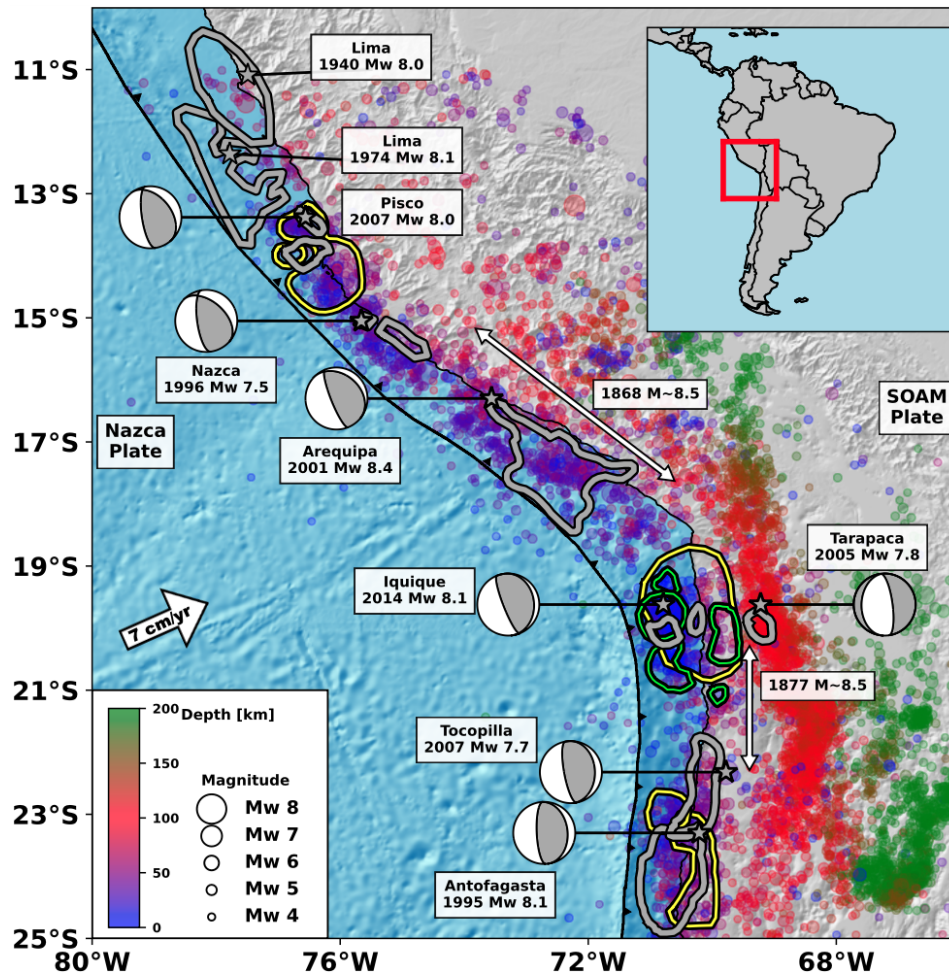 11°S
13°S
15°S
17°S
19°S
21°S
23°S
25°S
80°W
76°W
72°W
68°W
Lima
1940 Mw 8.0
Lima
1974 Mw 8.1
Pisco
2007 Mw 8.0
Nazca
1996 Mw 7.5
Arequipa
2001 Mw 8.4
1868 M~8.5
SOAM
Plate
Nazca
Plate
Tarapaca
2005 Mw 7.8
Iquique
2014 Mw 8.1
7 cm/yr
1877 M~8.5
Tocopilla
2007 Mw 7.7
Antofagasta
1995 Mw 8.1
Depth [km]
200
150
100
50
0
Magnitude
Mw 8
Mw 7
Mw 6
Mw 5
Mw 4